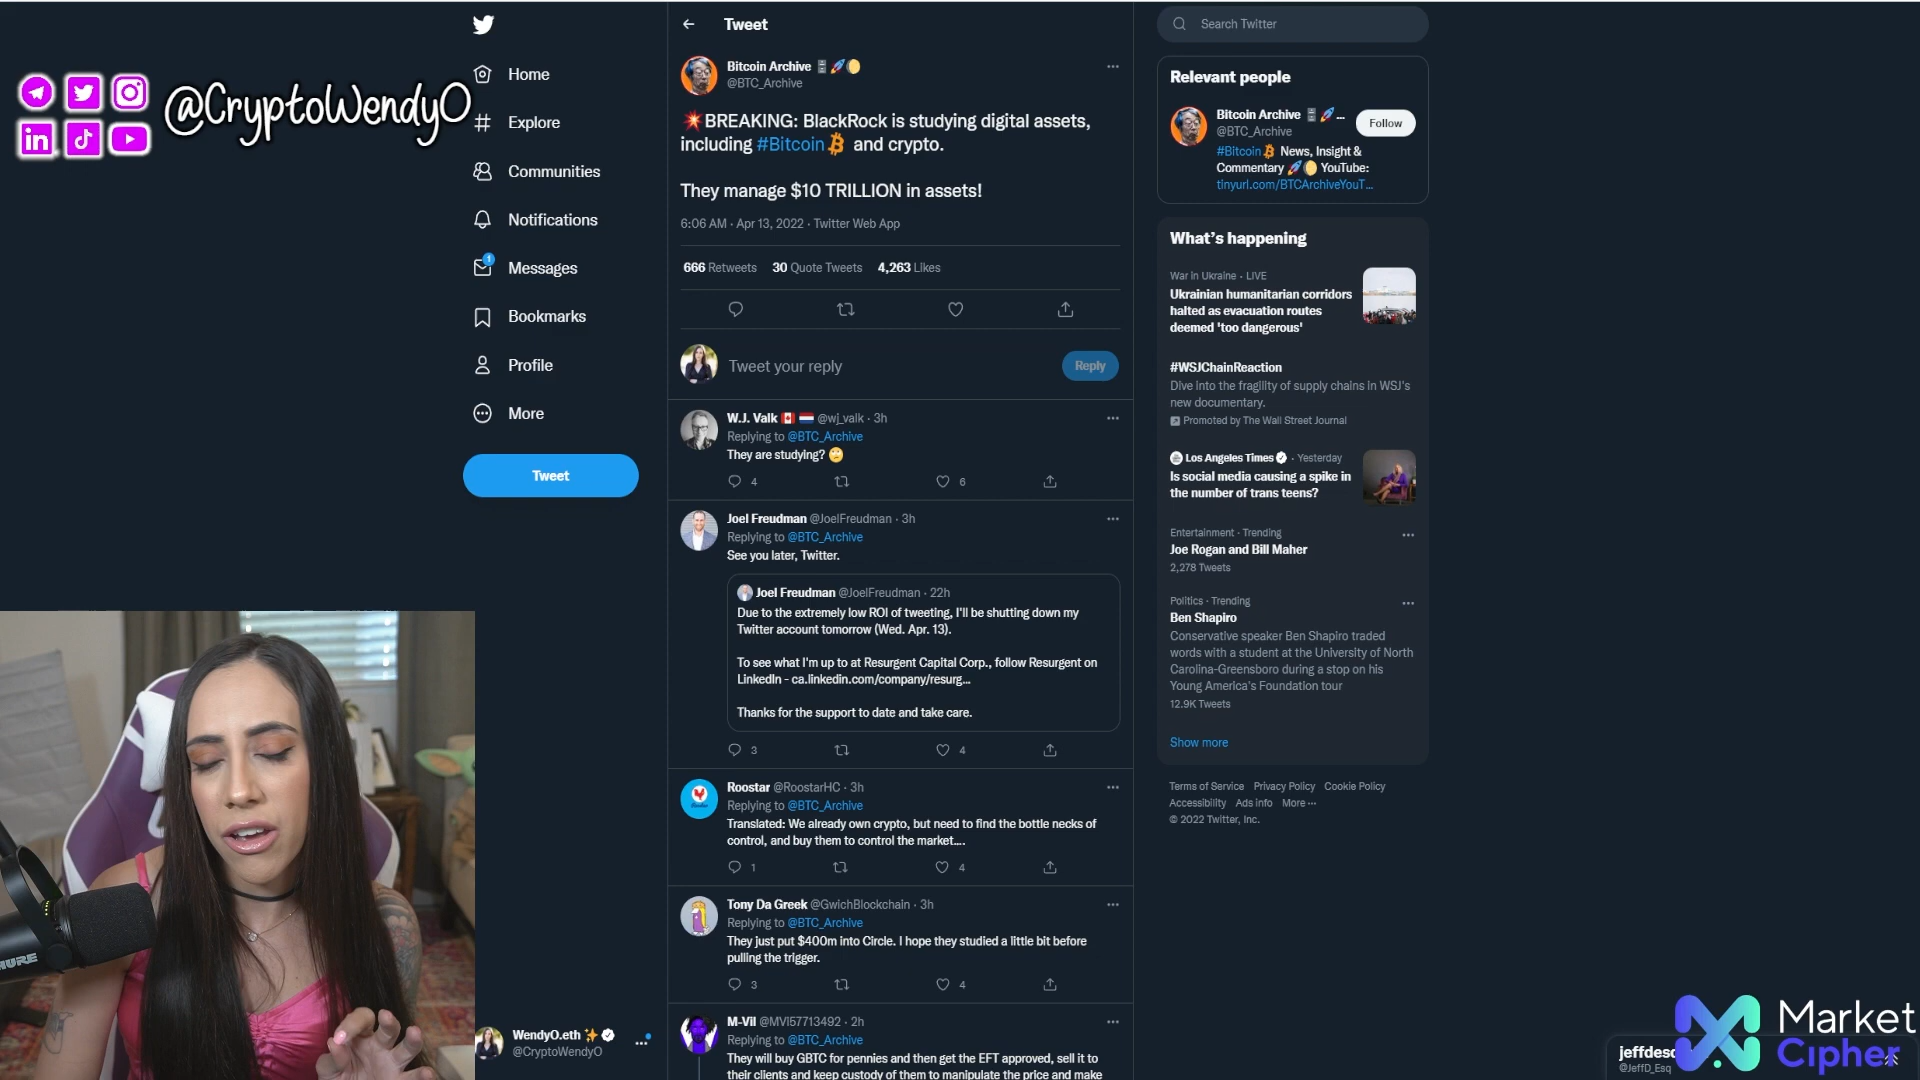 @CryptoWendyO
Home
Explore
Communities
Notifications
1
Messages
Bookmarks
Profile
More
Tweet
WendyO.eth
@CryptoWendyO
SHURE
Tweet
Bitcoin Archive
@BTC_Archive
BREAKING: BlackRock is studying digital assets,
including #Bitcoin and crypto.
They manage $10 TRILLION in assets!
6:06 AM · Apr 13, 2022 · Twitter Web App
666 Retweets 30 Quote Tweets 4,263 Likes
Tweet your reply
Reply
W.J. Valk @wj_valk · 3h
Replying to @BTC_Archive
They are studying?
4 6
Joel Freudman @JoelFreudman · 3h
Replying to @BTC_Archive
See you later, Twitter.
Joel Freudman @JoelFreudman · 22h
Due to the extremely low ROI of tweeting, I'll be shutting down my
Twitter account tomorrow (Wed. Apr. 13).
To see what I'm up to at Resurgent Capital Corp., follow Resurgent on
LinkedIn - ca.linkedin.com/company/resurg...
Thanks for the support to date and take care.
3 4
Roostar @RoostarHC · 3h
Replying to @BTC_Archive
Translated: We already own crypto, but need to find the bottle necks of
control, and buy them to control the market....
1 4
Tony Da Greek @GwichBlockchain · 3h
Replying to @BTC_Archive
They just put $400m into Circle. I hope they studied a little bit before
pulling the trigger.
3 4
M-Vil @MVl57713492 · 2h
Replying to @BTC_Archive
They will buy GBTC for pennies and then get the EFT approved, sell it to
their clients and keep custody of them to manipulate the price and make
Search Twitter
Relevant people
Bitcoin Archive ...
@BTC_Archive
Follow
#Bitcoin News, Insight &
Commentary YouTube:
tinyurl.com/BTCArchiveYouT...
What's happening
War in Ukraine · LIVE
Ukrainian humanitarian corridors
halted as evacuation routes
deemed 'too dangerous'
#WSJChainReaction
Dive into the fragility of supply chains in WSJ's
new documentary.
Promoted by The Wall Street Journal
Los Angeles Times · Yesterday
Is social media causing a spike in
the number of trans teens?
Entertainment · Trending
Joe Rogan and Bill Maher
2,278 Tweets
Politics · Trending
Ben Shapiro
Conservative speaker Ben Shapiro traded
words with a student at the University of North
Carolina-Greensboro during a stop on his
Young America's Foundation tour
12.9K Tweets
Show more
Terms of Service Privacy Policy Cookie Policy
Accessibility Ads info More ...
© 2022 Twitter, Inc.
jeffdesq
@JeffD_Esq
Market
Cipher